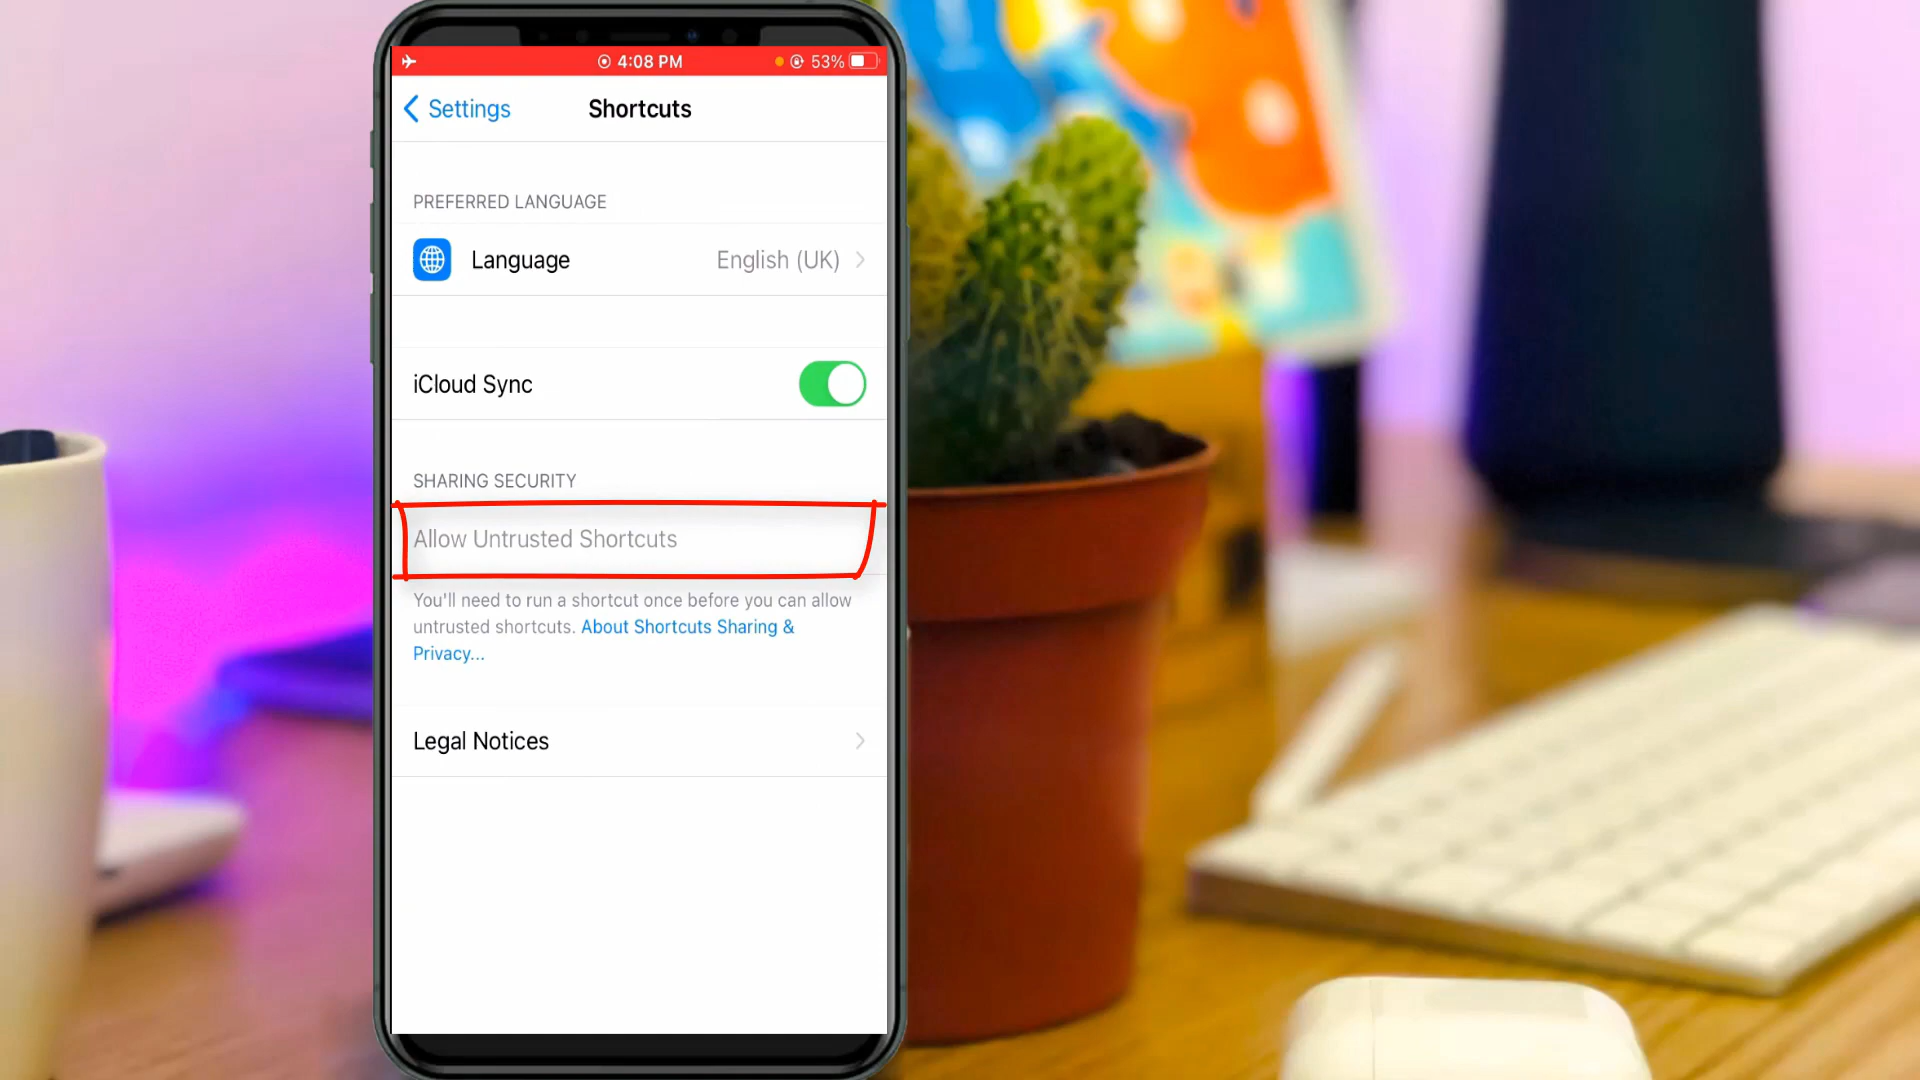 4:08 PM
53%
Settings
Shortcuts
PREFERRED LANGUAGE
Language
English (UK)
iCloud Sync
SHARING SECURITY
Allow Untrusted Shortcuts
You'll need to run a shortcut once before you can allow
untrusted shortcuts. About Shortcuts Sharing &
Privacy...
Legal Notices